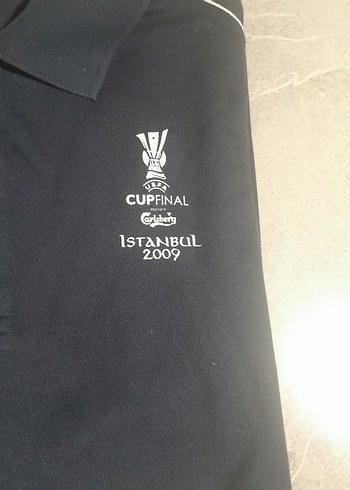 UEFA
CUPFINAL
Carlsberg
ISTANBUL
2009